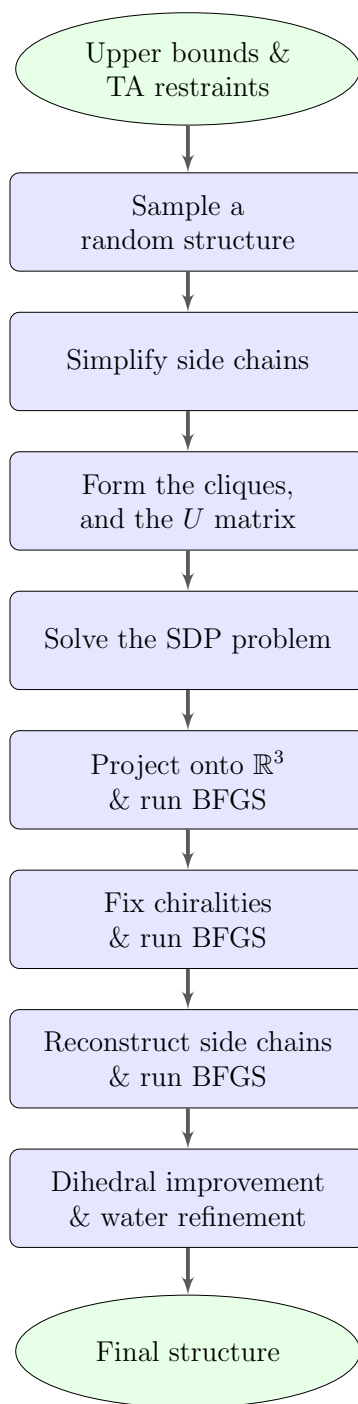 Upper bounds &
TA restraints
Sample a
random structure
Simplify side chains
Form the cliques,
and the U matrix
Solve the SDP problem
Project onto ℝ³
& run BFGS
Fix chiralities
& run BFGS
Reconstruct side chains
& run BFGS
Dihedral improvement
& water refinement
Final structure